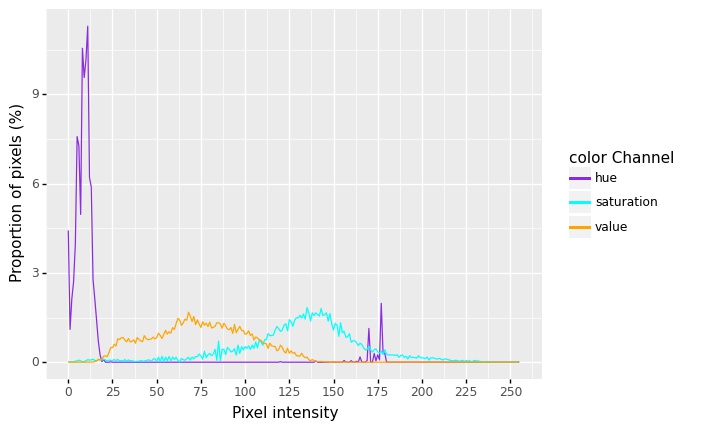 9
6
3
0
0 25 50 75 100 125 150 175 200 225 250
Pixel intensity
Proportion of pixels (%)
color Channel
hue
saturation
value